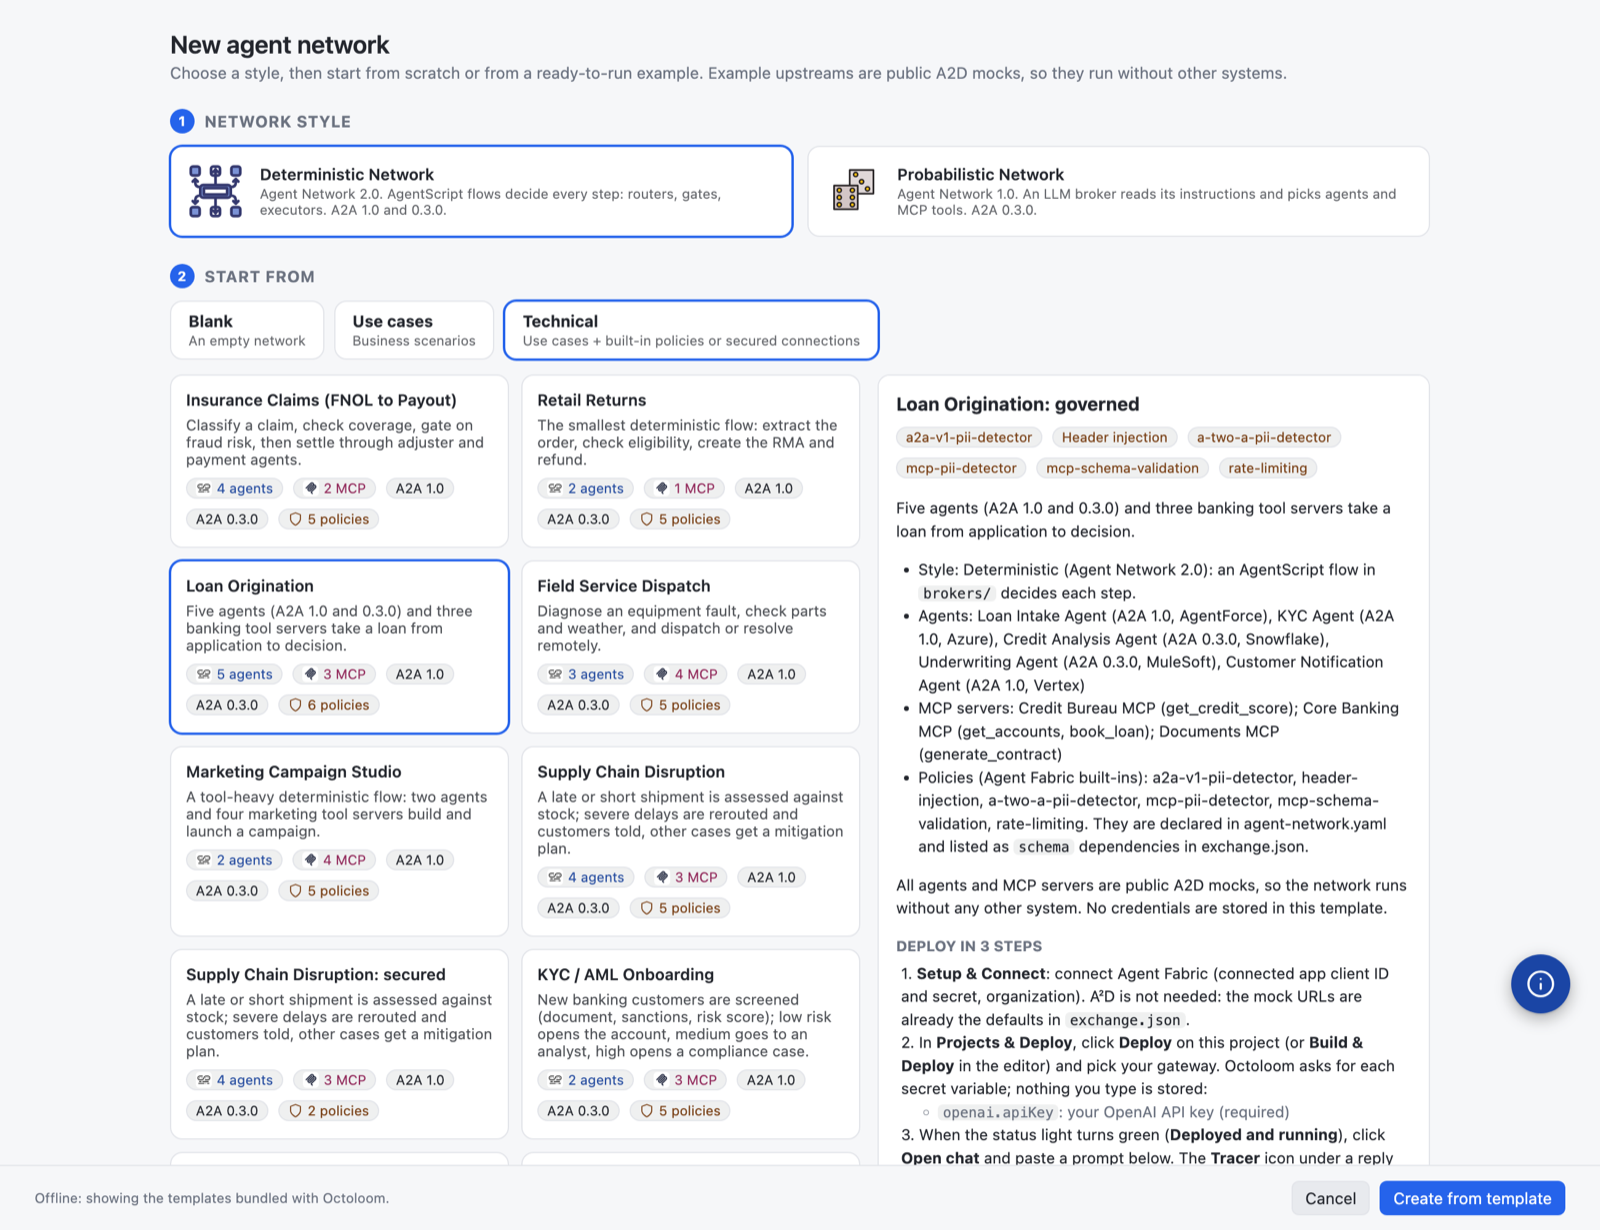 New agent network
Choose a style, then start from scratch or from a ready-to-run example. Example upstreams are public A2D mocks, so they run without other systems.
1 NETWORK STYLE
Deterministic Network
Agent Network 2.0. AgentScript flows decide every step: routers, gates,
executors. A2A 1.0 and 0.3.0.
Probabilistic Network
Agent Network 1.0. An LLM broker reads its instructions and picks agents and
MCP tools. A2A 0.3.0.
2 START FROM
Blank
An empty network
Use cases
Business scenarios
Technical
Use cases + built-in policies or secured connections
Insurance Claims (FNOL to Payout)
Classify a claim, check coverage, gate on
fraud risk, then settle through adjuster and
payment agents.
4 agents 2 MCP A2A 1.0
A2A 0.3.0 5 policies
Retail Returns
The smallest deterministic flow: extract the
order, check eligibility, create the RMA and
refund.
2 agents 1 MCP A2A 1.0
A2A 0.3.0 5 policies
Loan Origination
Five agents (A2A 1.0 and 0.3.0) and three
banking tool servers take a loan from
application to decision.
5 agents 3 MCP A2A 1.0
A2A 0.3.0 6 policies
Field Service Dispatch
Diagnose an equipment fault, check parts
and weather, and dispatch or resolve
remotely.
3 agents 4 MCP A2A 1.0
A2A 0.3.0 5 policies
Marketing Campaign Studio
A tool-heavy deterministic flow: two agents
and four marketing tool servers build and
launch a campaign.
2 agents 4 MCP A2A 1.0
A2A 0.3.0 5 policies
Supply Chain Disruption
A late or short shipment is assessed against
stock; severe delays are rerouted and
customers told, other cases get a mitigation
plan.
4 agents 3 MCP A2A 1.0
A2A 0.3.0 5 policies
Supply Chain Disruption: secured
A late or short shipment is assessed against
stock; severe delays are rerouted and
customers told, other cases get a mitigation
plan.
4 agents 3 MCP A2A 1.0
A2A 0.3.0 2 policies
KYC / AML Onboarding
New banking customers are screened
(document, sanctions, risk score); low risk
opens the account, medium goes to an
analyst, high opens a compliance case.
2 agents 3 MCP A2A 1.0
A2A 0.3.0 5 policies
Loan Origination: governed
a2a-v1-pii-detector Header injection a-two-a-pii-detector
mcp-pii-detector mcp-schema-validation rate-limiting
Five agents (A2A 1.0 and 0.3.0) and three banking tool servers take a
loan from application to decision.
• Style: Deterministic (Agent Network 2.0): an AgentScript flow in
brokers/ decides each step.
• Agents: Loan Intake Agent (A2A 1.0, AgentForce), KYC Agent (A2A
1.0, Azure), Credit Analysis Agent (A2A 0.3.0, Snowflake),
Underwriting Agent (A2A 0.3.0, MuleSoft), Customer Notification
Agent (A2A 1.0, Vertex)
• MCP servers: Credit Bureau MCP (get_credit_score); Core Banking
MCP (get_accounts, book_loan); Documents MCP
(generate_contract)
• Policies (Agent Fabric built-ins): a2a-v1-pii-detector, header-
injection, a-two-a-pii-detector, mcp-pii-detector, mcp-schema-
validation, rate-limiting. They are declared in agent-network.yaml
and listed as schema dependencies in exchange.json.
All agents and MCP servers are public A2D mocks, so the network runs
without any other system. No credentials are stored in this template.
DEPLOY IN 3 STEPS
1. Setup & Connect: connect Agent Fabric (connected app client ID
and secret, organization). A²D is not needed: the mock URLs are
already the defaults in exchange.json.
2. In Projects & Deploy, click Deploy on this project (or Build &
Deploy in the editor) and pick your gateway. Octoloom asks for each
secret variable; nothing you type is stored:
◦ openai.apiKey: your OpenAI API key (required)
3. When the status light turns green (Deployed and running), click
Open chat and paste a prompt below. The Tracer icon under a reply
Offline: showing the templates bundled with Octoloom.
Cancel
Create from template